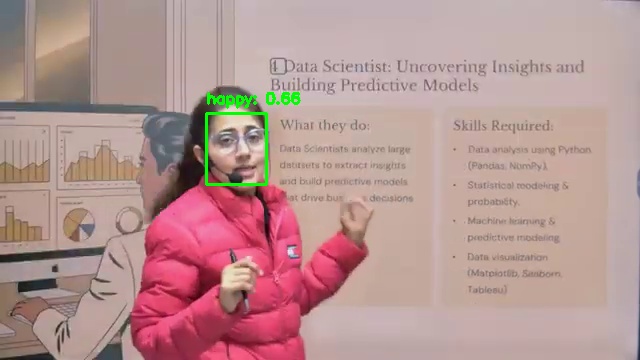 happy: 0.66
1 Data Scientist: Uncovering Insights and
Building Predictive Models
What they do:
Data Scientists analyze large
datasets to extract insights
and build predictive models
that drive decisions
Skills Required:
• Data analysis using Python
(Pandas, NumPy).
• Statistical modeling &
probability.
• Machine learning &
predictive modeling
• Data visualization
(Matplotlib, Seaborn,
Tableau)